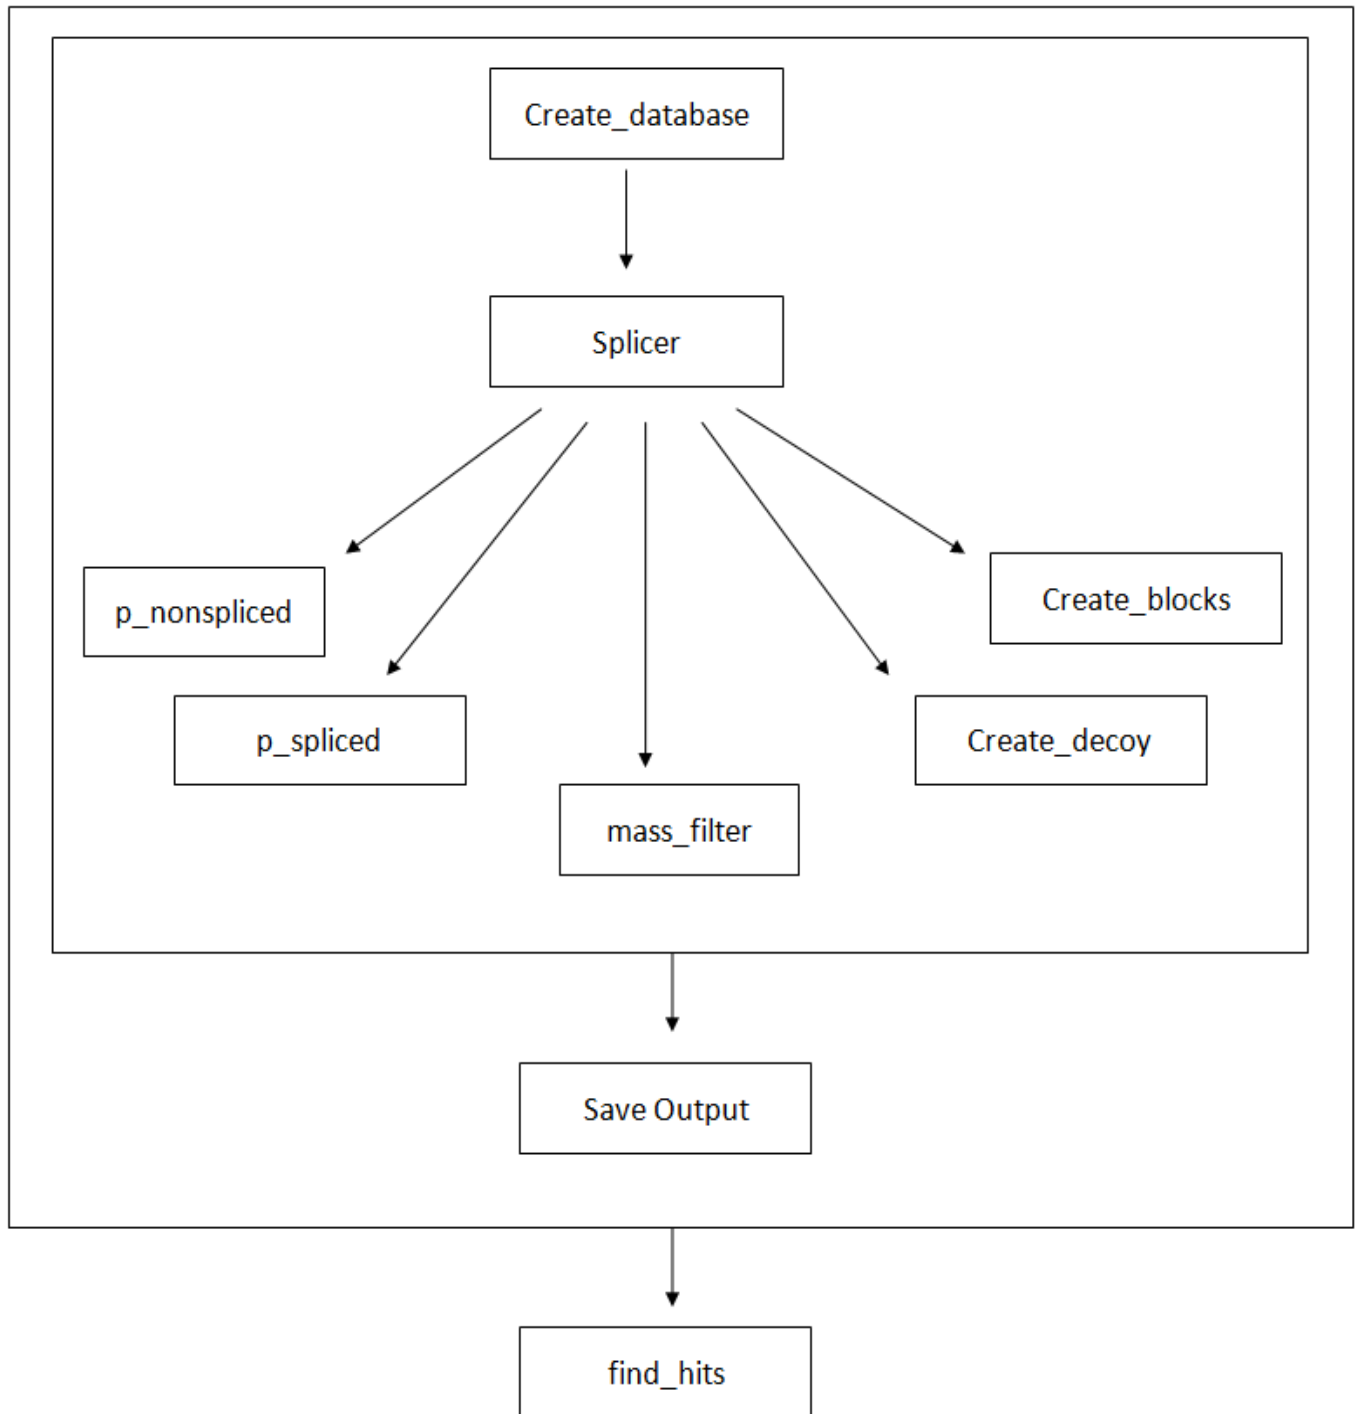 Create_database
Splicer
p_nonspliced
Create_blocks
p_spliced
Create_decoy
mass_filter
Save Output
find_hits